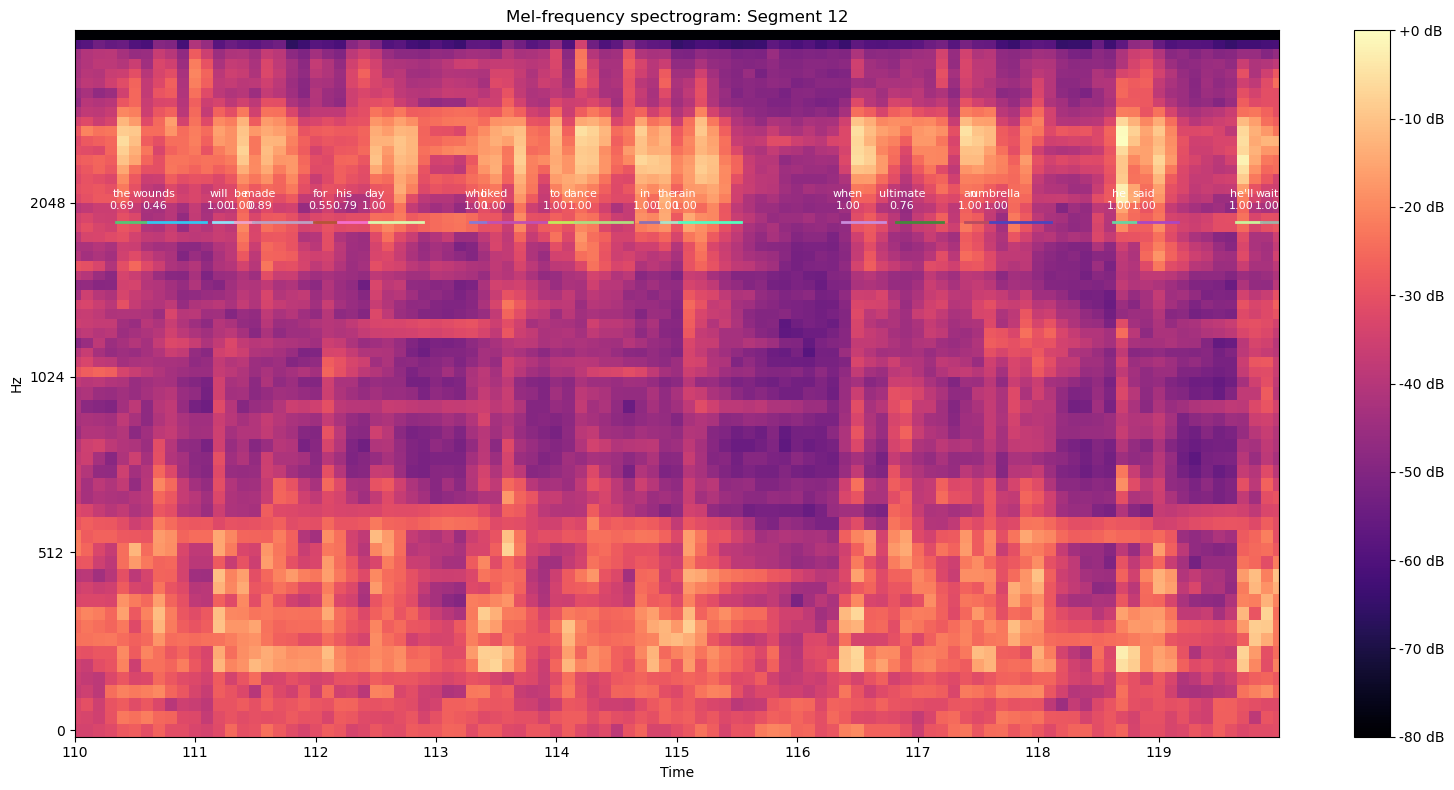 Mel-frequency spectrogram: Segment 12
+0 dB
-10 dB
-20 dB
-30 dB
-40 dB
-50 dB
-60 dB
-70 dB
-80 dB
Hz
2048
1024
512
0
the wounds will be made for his day who liked to dance in the rain when ultimate an umbrella he said he'll wait
0.69 0.46 1.00 1.00 0.89 0.55 0.79 1.00 1.00 1.00 1.00 1.00 1.00 1.00 1.00 1.00 0.76 1.00 1.00 1.00 1.00 1.00 1.00
110 111 112 113 114 115 116 117 118 119
Time